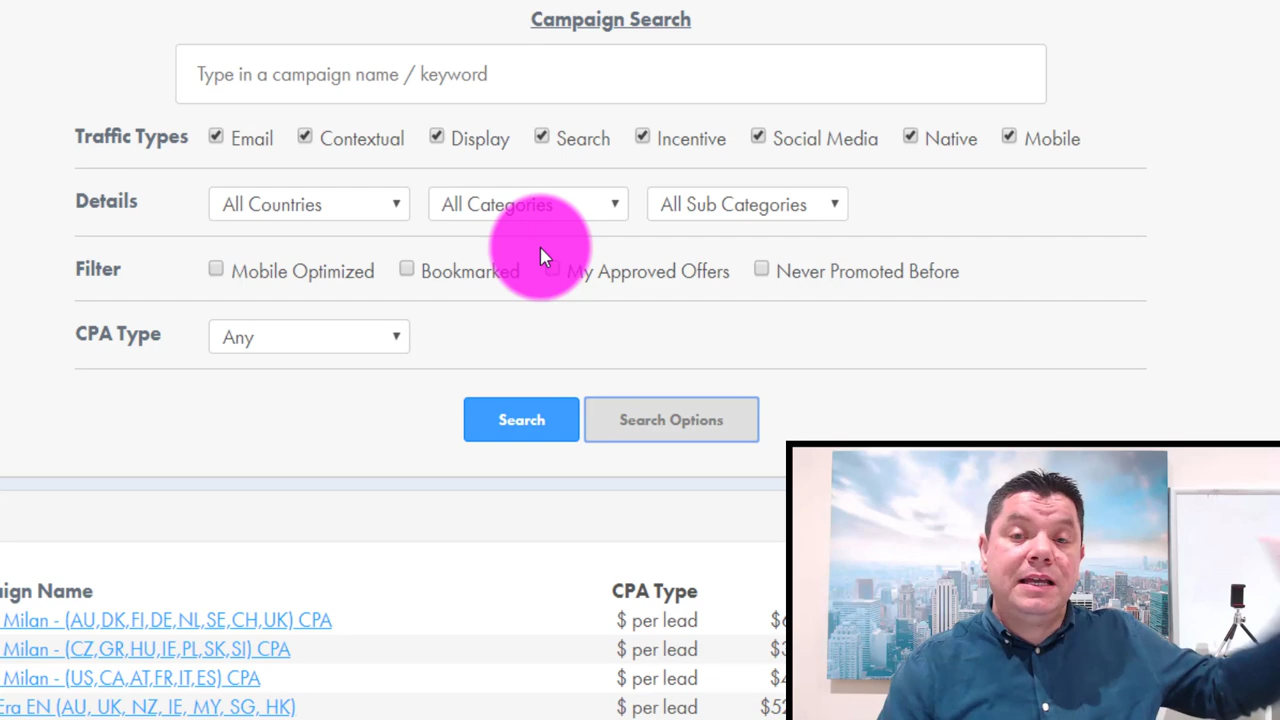 Campaign Search
Type in a campaign name / keyword
Traffic Types Email Contextual Display Search Incentive Social Media Native Mobile
Details All Countries All Categories All Sub Categories
Filter Mobile Optimized Bookmarked My Approved Offers Never Promoted Before
CPA Type Any
Search Search Options
Name CPA Type
Milan - (AU,DK,FI,DE,NL,SE,CH,UK) CPA $ per lead
Milan - (CZ,GR,HU,IE,PL,SK,SI) CPA $ per lead
Milan - (US,CA,AT,FR,IT,ES) CPA $ per lead
Era EN (AU, UK, NZ, IE, MY, SG, HK) $ per lead